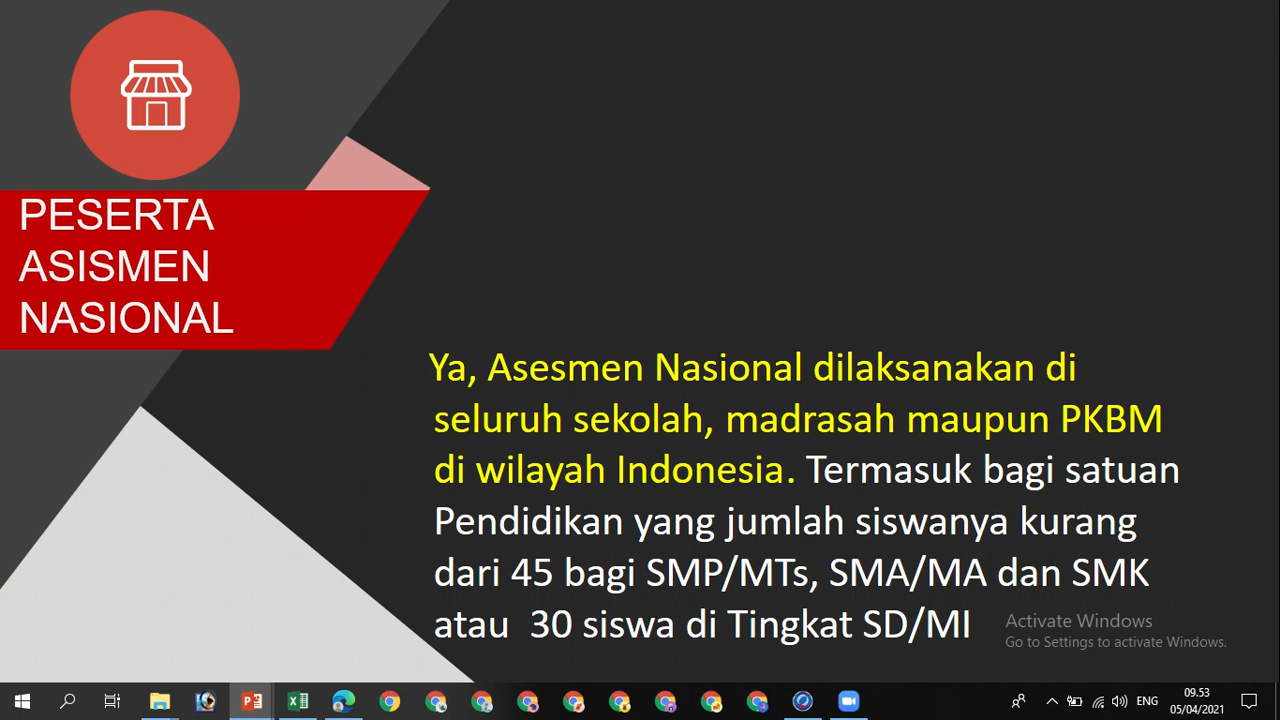 PESERTA
ASISMEN
NASIONAL
Ya, Asesmen Nasional dilaksanakan di
seluruh sekolah, madrasah maupun PKBM
di wilayah Indonesia. Termasuk bagi satuan
Pendidikan yang jumlah siswanya kurang
dari 45 bagi SMP/MTs, SMA/MA dan SMK
atau 30 siswa di Tingkat SD/MI
Activate Windows
Go to Settings to activate Windows.
ENG
09.53
05/04/2021